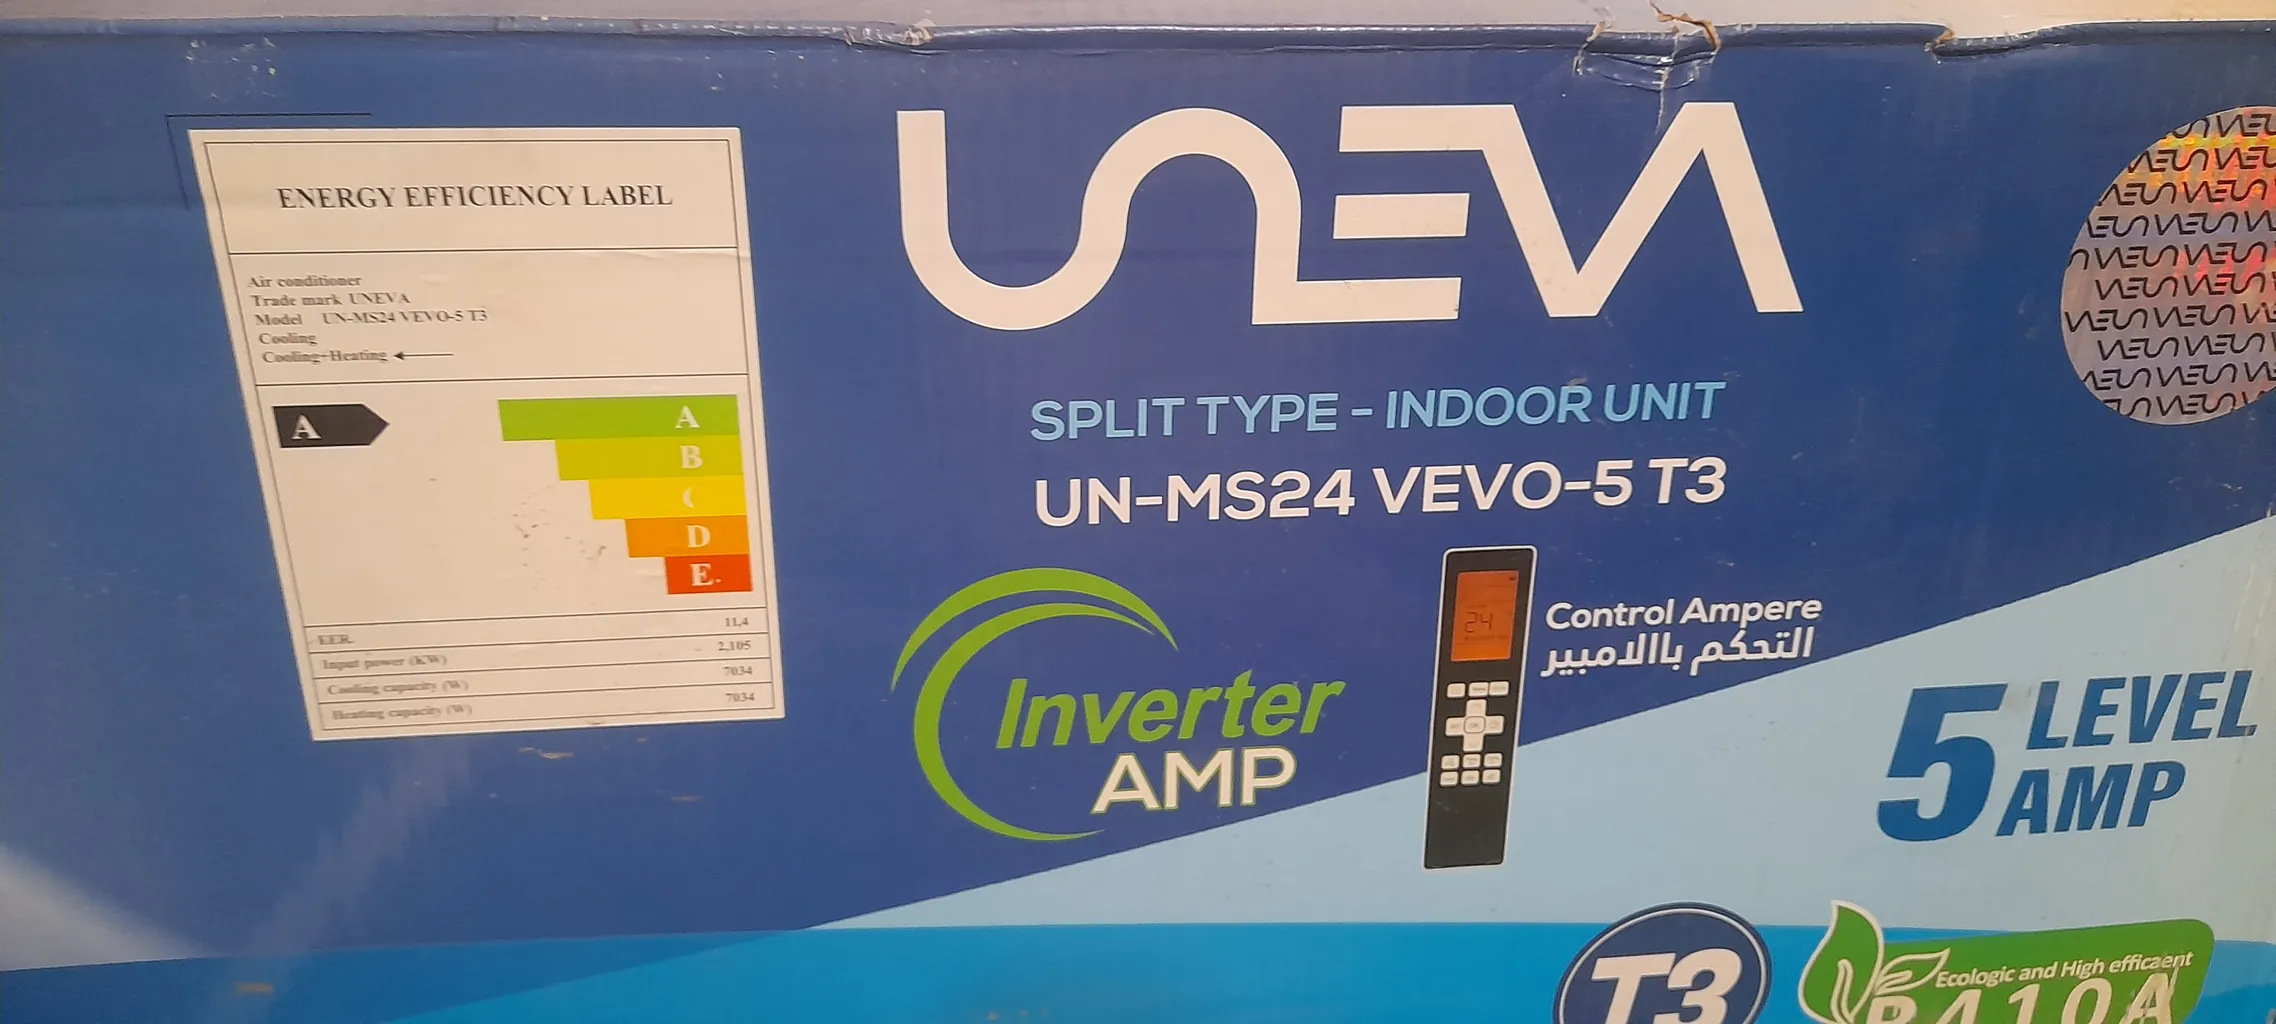 ENERGY EFFICIENCY LABEL
Air conditioner
Trade mark UNEVA
Model UN-MS24 VEVO-5 T3
Cooling
Cooling+Heating
A
A
B
C
D
E.
EER 11,4
Input power (KW) 2,105
Cooling capacity (W) 7034
Heating capacity (W) 7034
UNEVA
SPLIT TYPE - INDOOR UNIT
UN-MS24 VEVO-5 T3
Inverter
AMP
24
Control Ampere
التحكم باالامبير
5 LEVEL
AMP
T3
Ecologic and High efficaent
R410A